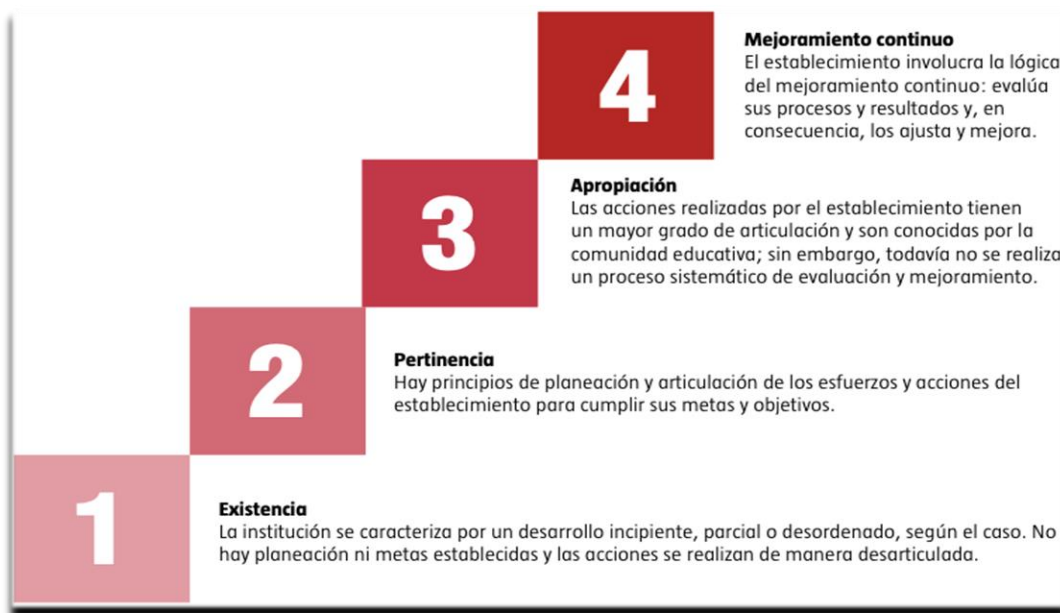 4
Mejoramiento continuo
El establecimiento involucra la lógica
del mejoramiento continuo: evalúa
sus procesos y resultados y, en
consecuencia, los ajusta y mejora.
3
Apropiación
Las acciones realizadas por el establecimiento tienen
un mayor grado de articulación y son conocidas por la
comunidad educativa; sin embargo, todavía no se realiza
un proceso sistemático de evaluación y mejoramiento.
2
Pertinencia
Hay principios de planeación y articulación de los esfuerzos y acciones del
establecimiento para cumplir sus metas y objetivos.
1
Existencia
La institución se caracteriza por un desarrollo incipiente, parcial o desordenado, según el caso. No
hay planeación ni metas establecidas y las acciones se realizan de manera desarticulada.